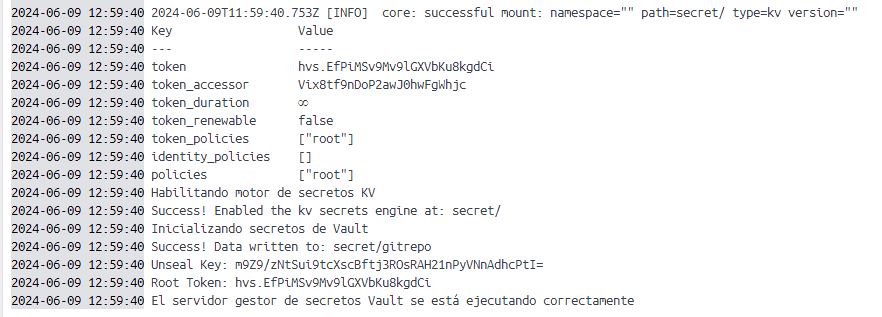 2024-06-09 12:59:40 2024-06-09T11:59:40.753Z [INFO]  core: successful mount: namespace="" path=secret/ type=kv version=""
2024-06-09 12:59:40 Key                  Value
2024-06-09 12:59:40 ---                  -----
2024-06-09 12:59:40 token                hvs.EfPiMSv9Mv9lGXVbKu8kgdCi
2024-06-09 12:59:40 token_accessor       Vix8tf9nDoP2awJ0hwFgWhjc
2024-06-09 12:59:40 token_duration       ∞
2024-06-09 12:59:40 token_renewable      false
2024-06-09 12:59:40 token_policies       ["root"]
2024-06-09 12:59:40 identity_policies    []
2024-06-09 12:59:40 policies             ["root"]
2024-06-09 12:59:40 Habilitando motor de secretos KV
2024-06-09 12:59:40 Success! Enabled the kv secrets engine at: secret/
2024-06-09 12:59:40 Inicializando secretos de Vault
2024-06-09 12:59:40 Success! Data written to: secret/gitrepo
2024-06-09 12:59:40 Unseal Key: m9Z9/zNtSui9tcXscBftj3ROsRAH21nPyVNnAdhcPtI=
2024-06-09 12:59:40 Root Token: hvs.EfPiMSv9Mv9lGXVbKu8kgdCi
2024-06-09 12:59:40 El servidor gestor de secretos Vault se está ejecutando correctamente